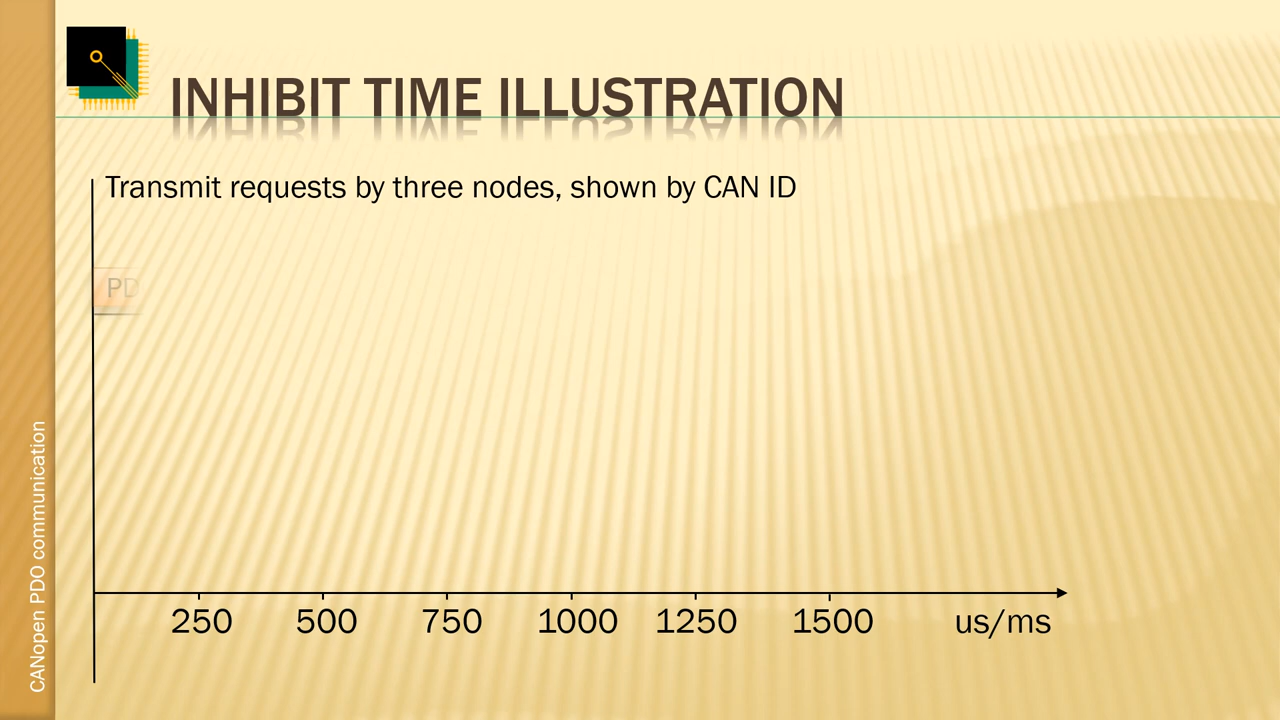 INHIBIT TIME ILLUSTRATION
Transmit requests by three nodes, shown by CAN ID
PD
250 500 750 1000 1250 1500 us/ms
CANopen PDO communication